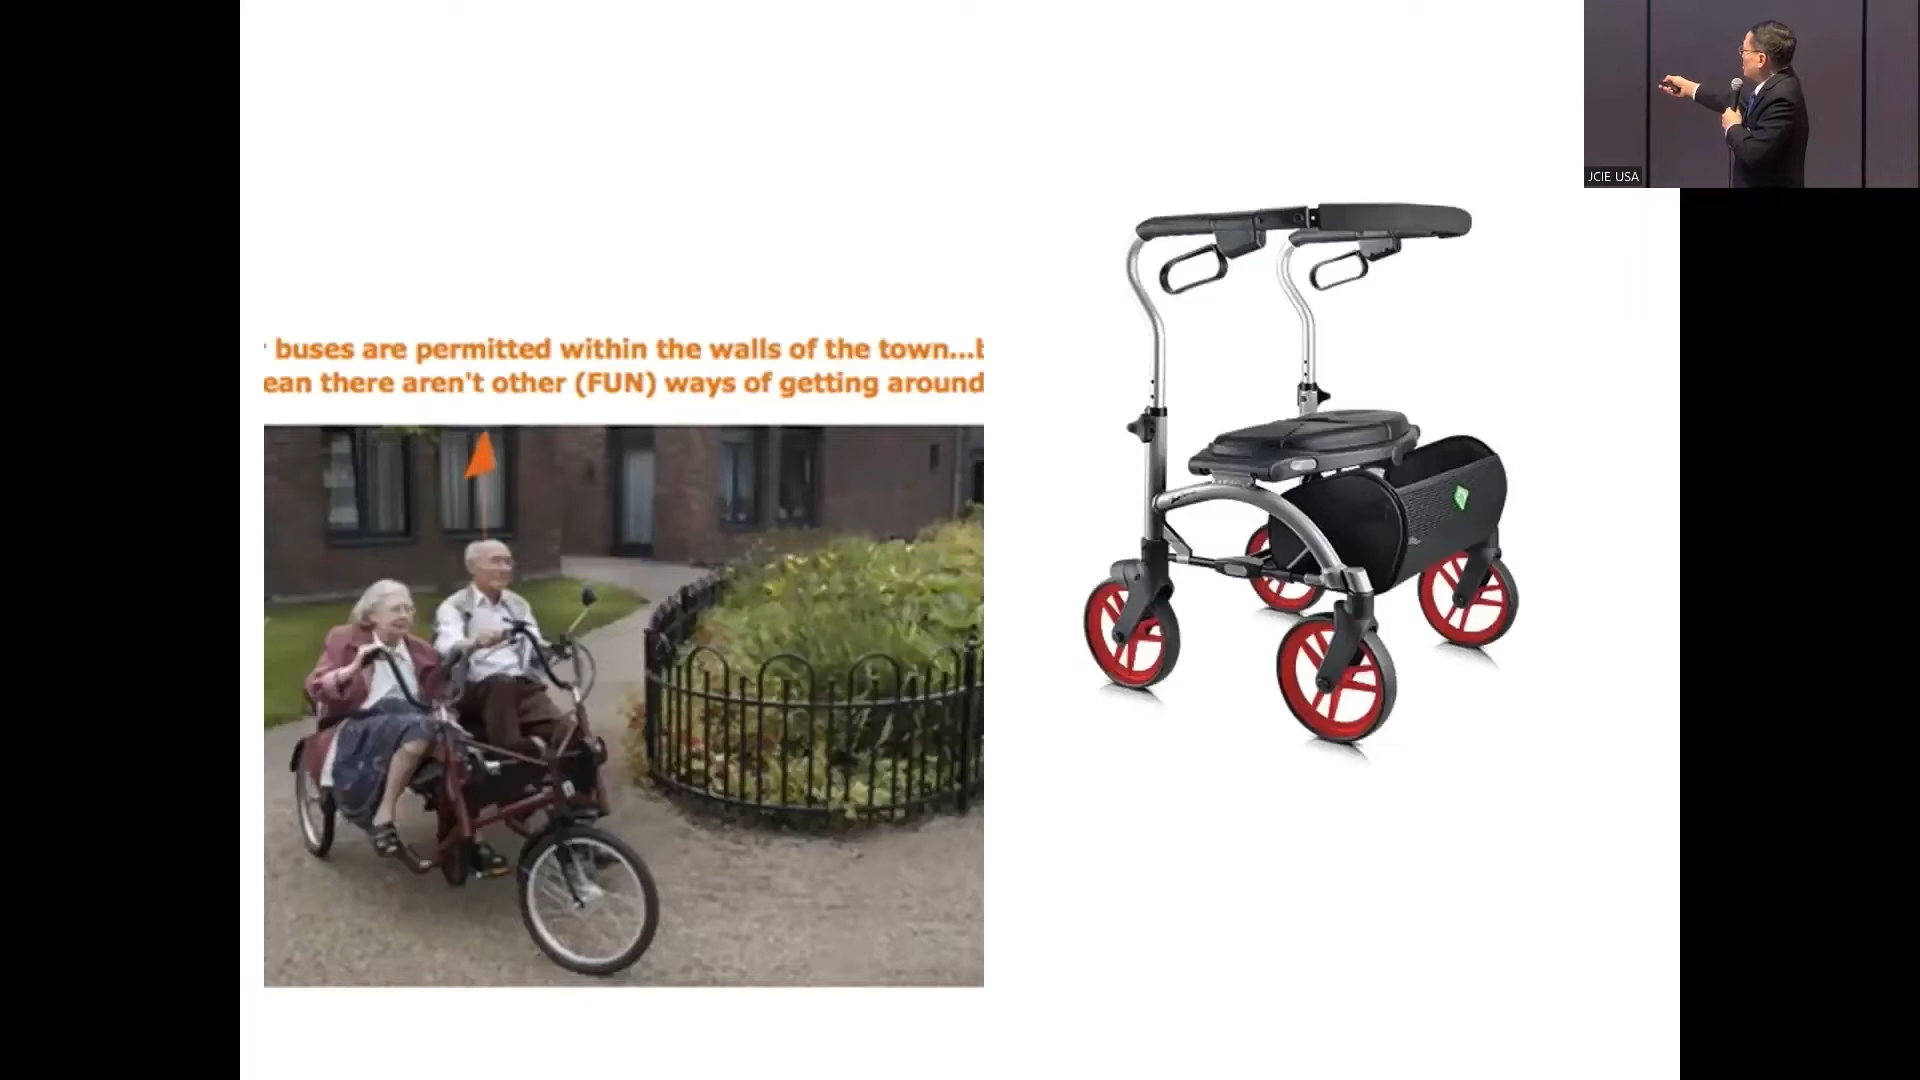 buses are permitted within the walls of the town...
ean there aren't other (FUN) ways of getting around
JCIE USA